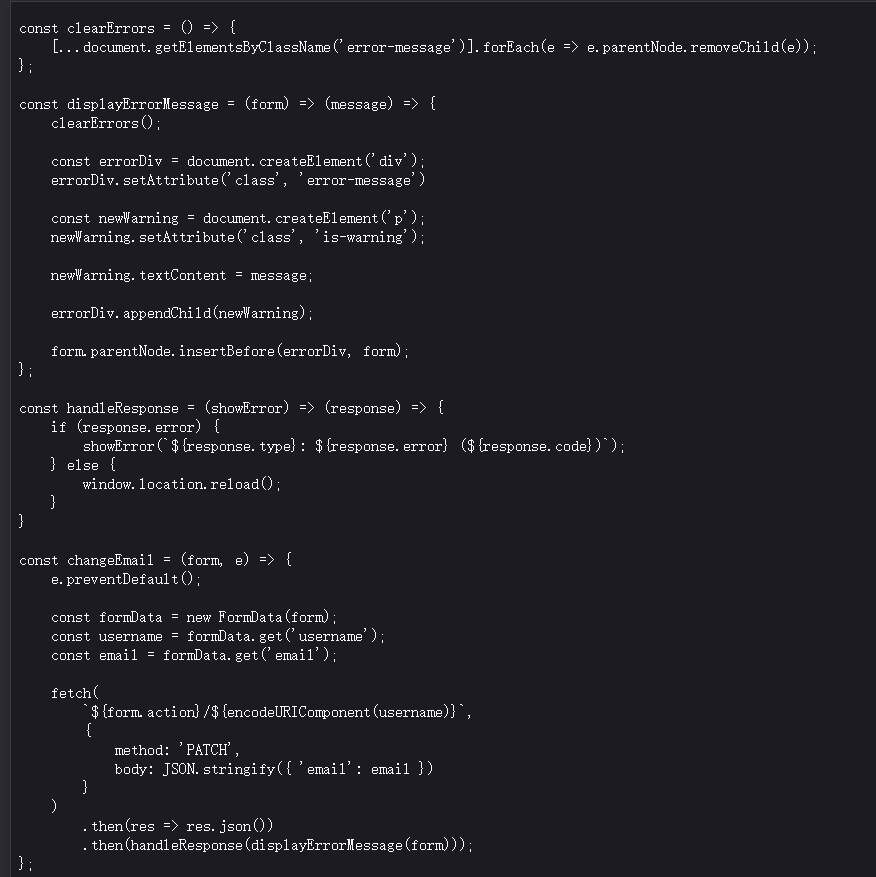 const clearErrors = () => {
    [...document.getElementsByClassName('error-message')].forEach(e => e.parentNode.removeChild(e));
};

const displayErrorMessage = (form) => (message) => {
    clearErrors();

    const errorDiv = document.createElement('div');
    errorDiv.setAttribute('class', 'error-message')

    const newWarning = document.createElement('p');
    newWarning.setAttribute('class', 'is-warning');

    newWarning.textContent = message;

    errorDiv.appendChild(newWarning);

    form.parentNode.insertBefore(errorDiv, form);
};

const handleResponse = (showError) => (response) => {
    if (response.error) {
        showError(`${response.type}: ${response.error} (${response.code})`);
    } else {
        window.location.reload();
    }
}

const changeEmail = (form, e) => {
    e.preventDefault();

    const formData = new FormData(form);
    const username = formData.get('username');
    const email = formData.get('email');

    fetch(
        `${form.action}/${encodeURIComponent(username)}`,
        {
            method: 'PATCH',
            body: JSON.stringify({ 'email': email })
        }
    )
        .then(res => res.json())
        .then(handleResponse(displayErrorMessage(form)));
};